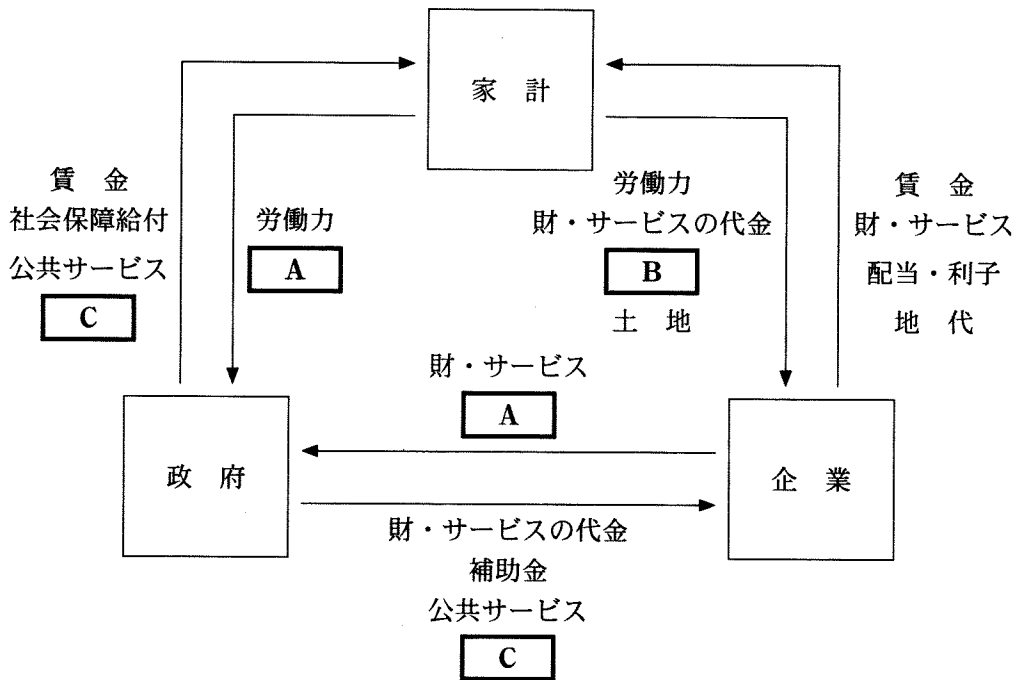 家 計
賃 金
社会保障給付
公共サービス
C
労働力
A
労働力
財・サービスの代金
B
土 地
賃 金
財・サービス
配当・利子
地 代
財・サービス
A
政 府
企 業
財・サービスの代金
補助金
公共サービス
C